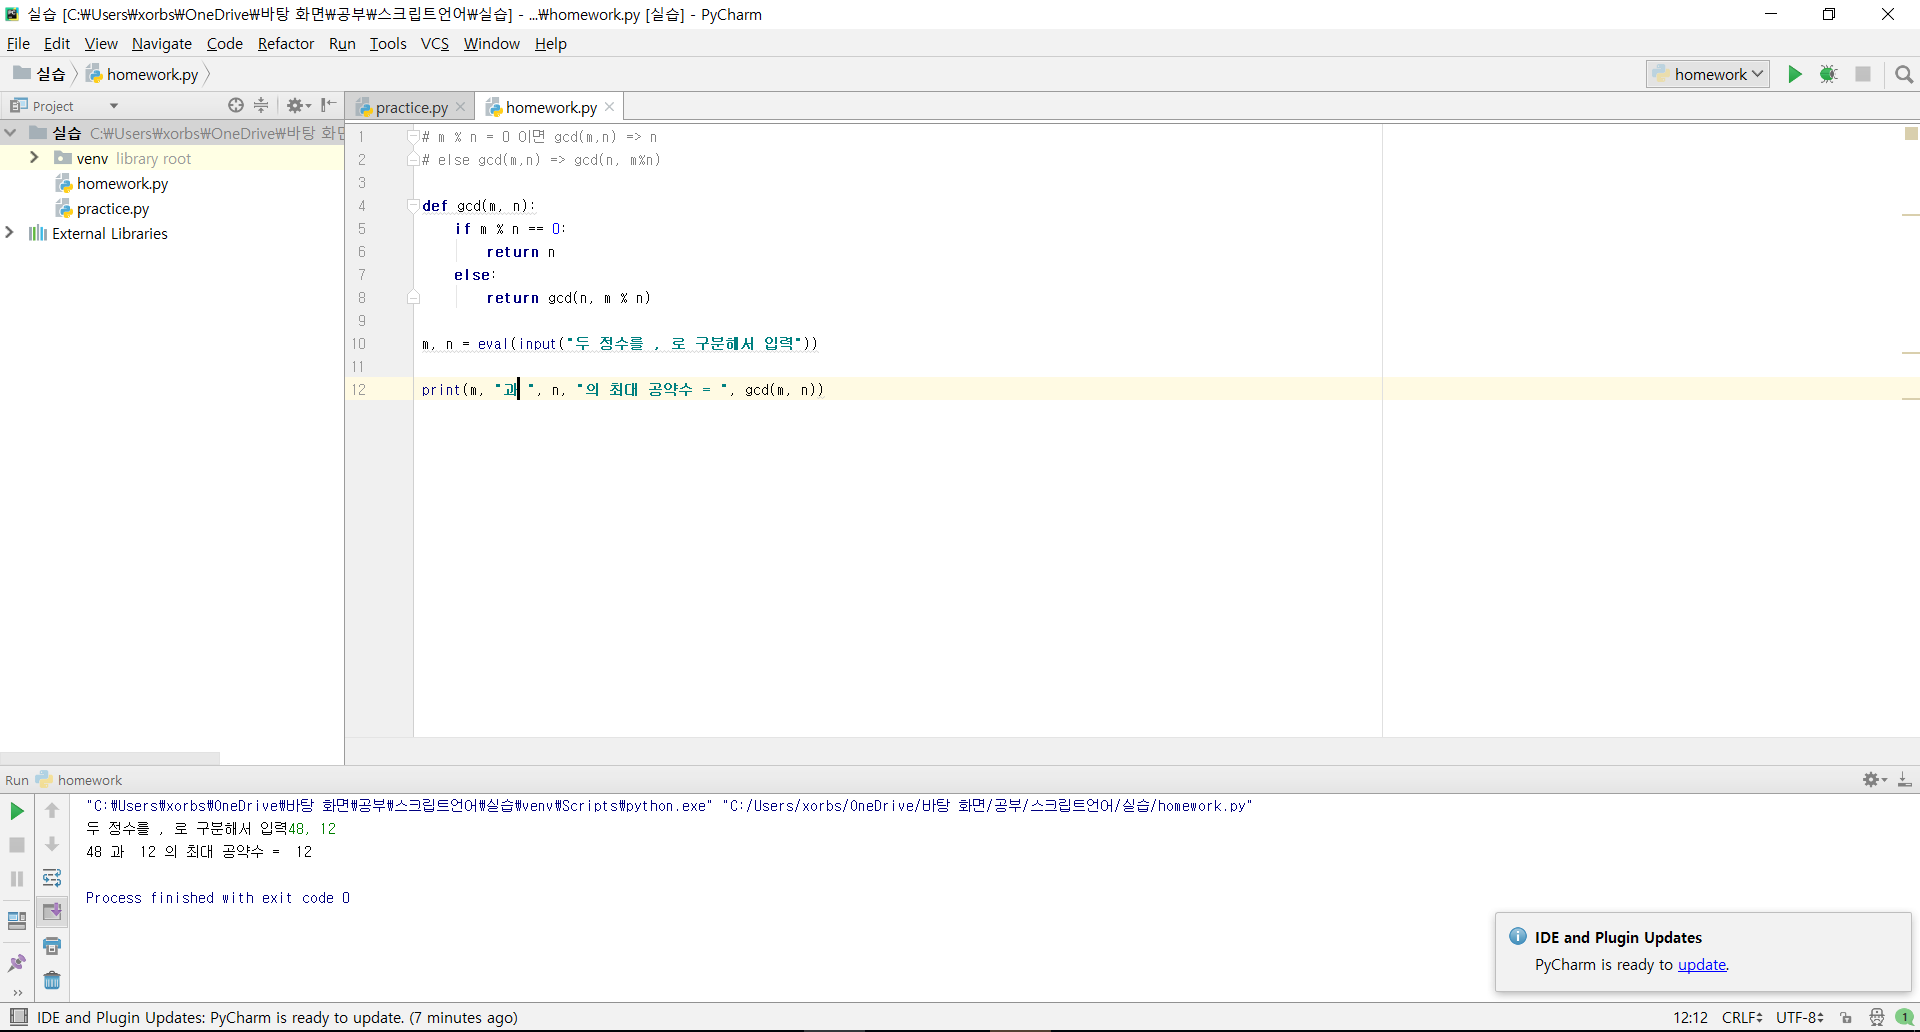 실습 [C:₩Users₩xorbs₩OneDrive₩바탕 화면₩공부₩스크립트언어₩실습] - ...₩homework.py [실습] - PyCharm
File Edit View Navigate Code Refactor Run Tools VCS Window Help
실습 homework.py homework
Project practice.py homework.py
실습 C:₩Users₩xorbs₩OneDrive₩바탕 화면
venv library root
homework.py
practice.py
External Libraries
1 # m % n = 0 이면 gcd(m,n) => n
2 # else gcd(m,n) => gcd(n, m%n)
3
4 def gcd(m, n):
5 if m % n == 0:
6 return n
7 else:
8 return gcd(n, m % n)
9
10 m, n = eval(input("두 정수를 , 로 구분해서 입력"))
11
12 print(m, "과 ", n, "의 최대 공약수 = ", gcd(m, n))
Run homework
"C:₩Users₩xorbs₩OneDrive₩바탕 화면₩공부₩스크립트언어₩실습₩venv₩Scripts₩python.exe" "C:/Users/xorbs/OneDrive/바탕 화면/공부/스크립트언어/실습/homework.py"
두 정수를 , 로 구분해서 입력48, 12
48 과  12 의 최대 공약수 =  12
Process finished with exit code 0
IDE and Plugin Updates
PyCharm is ready to update.
IDE and Plugin Updates: PyCharm is ready to update. (7 minutes ago) 12:12 CRLF UTF-8 1